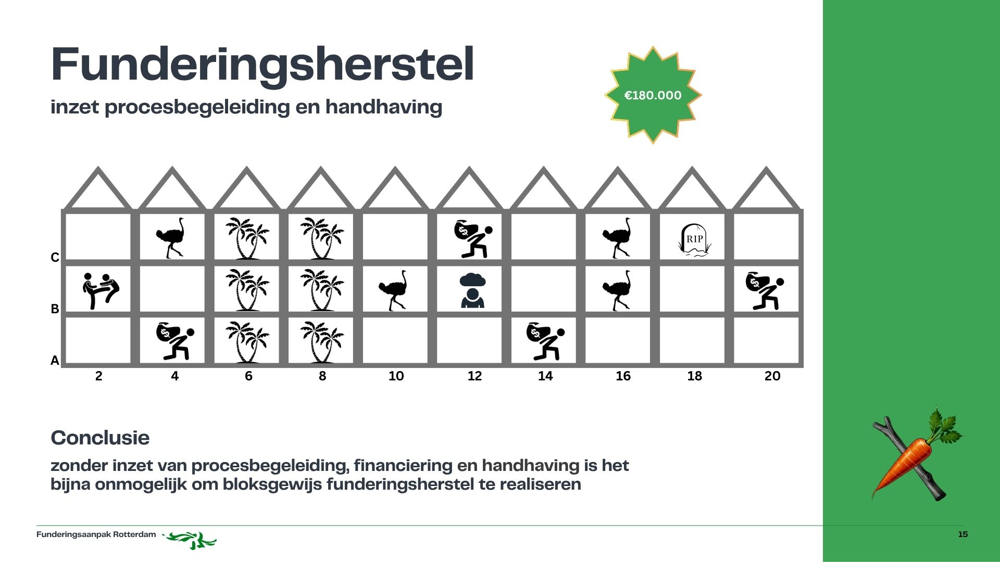 Funderingsherstel
inzet procesbegeleiding en handhaving
€180.000
$
C
RIP
$
$
B
$
$
A
2 4 6 8 10 12 14 16 18 20
Conclusie
zonder inzet van procesbegeleiding, financiering en handhaving is het
bijna onmogelijk om bloksgewijs funderingsherstel te realiseren
Funderingsaanpak Rotterdam
15